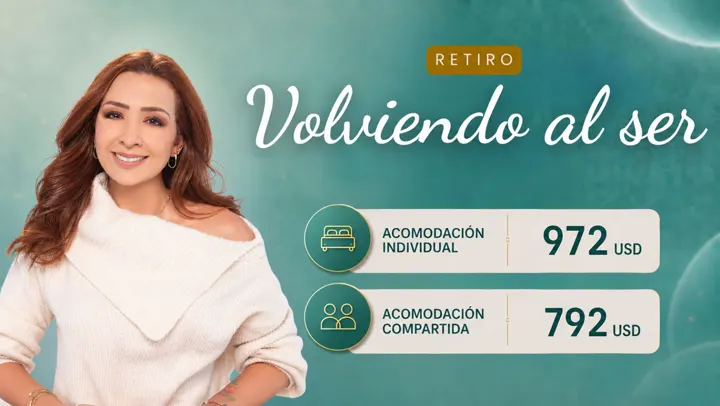 RETIRO
Volviendo al ser
ACOMODACIÓN
INDIVIDUAL
972 USD
ACOMODACIÓN
COMPARTIDA
792 USD